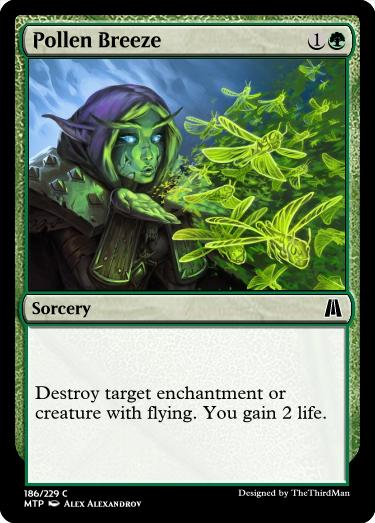 Pollen Breeze 1
Sorcery
Destroy target enchantment or
creature with flying. You gain 2 life.
186/229 C
MTP Alex Alexandrov
Designed by TheThirdMan